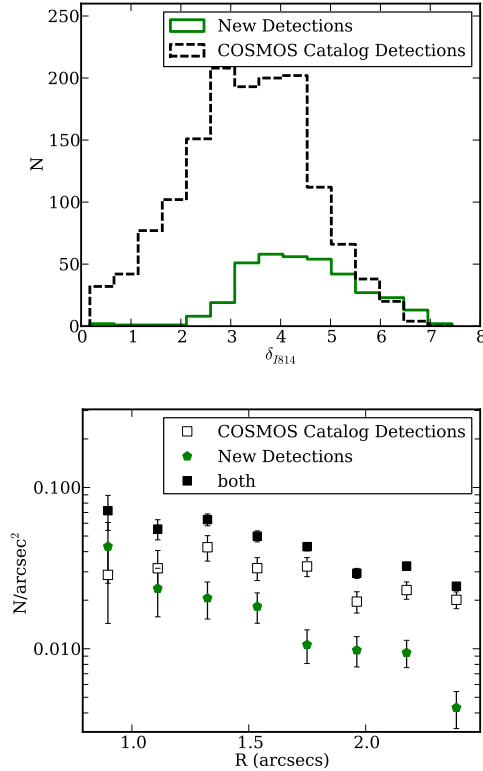 250
200
150
100
50
0
N
New Detections
COSMOS Catalog Detections
0 1 2 3 4 5 6 7 8
δI814
COSMOS Catalog Detections
New Detections
both
0.100
0.010
N/arcsec²
1.0 1.5 2.0
R (arcsecs)